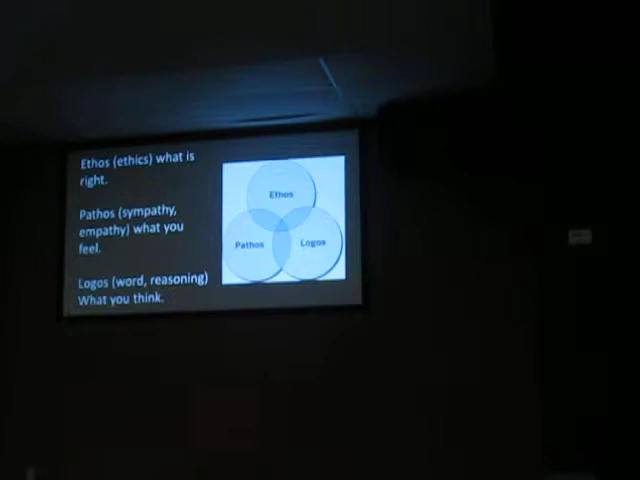 Ethos (ethics) what is
right.
Pathos (sympathy,
empathy) what you
feel.
Logos (word, reasoning)
What you think.
Ethos
Pathos
Logos